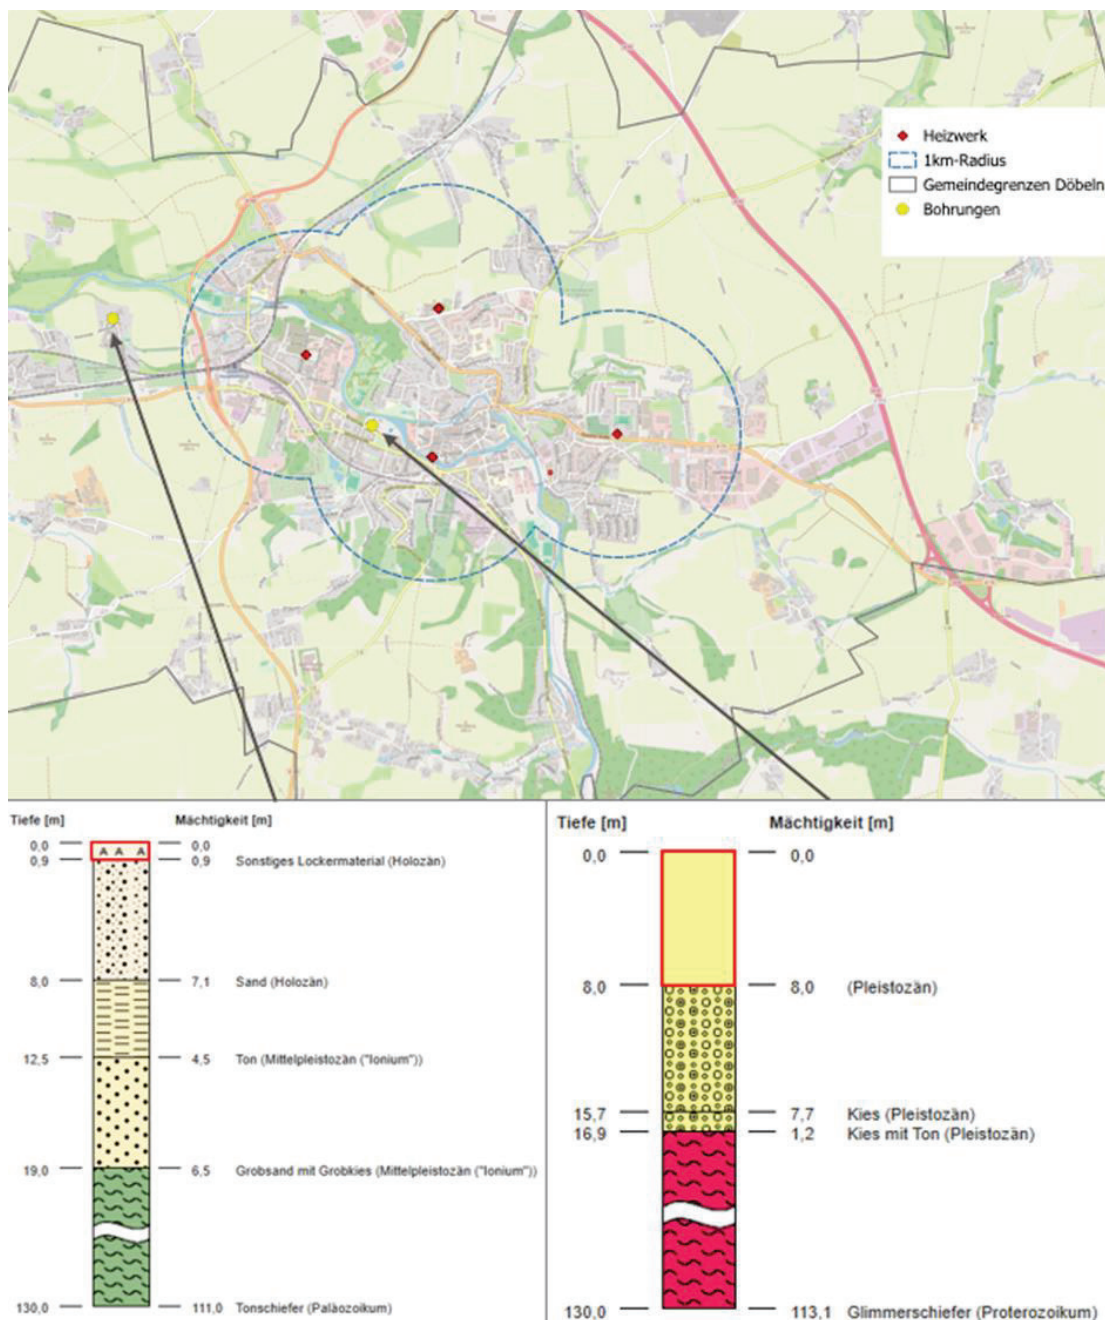 Heizwerk
1km-Radius
Gemeindegrenzen Döbeln
Bohrungen
Tiefe [m] Mächtigkeit [m]
0,0 0,0
A A A
0,9 0,9 Sonstiges Lockermaterial (Holozän)
8,0 7,1 Sand (Holozän)
12,5 4,5 Ton (Mittelpleistozän ("Ionium"))
19,0 6,5 Grobsand mit Grobkies (Mittelpleistozän ("Ionium"))
130,0 111,0 Tonschiefer (Paläozoikum)
Tiefe [m] Mächtigkeit [m]
0,0 0,0
8,0 8,0 (Pleistozän)
15,7 7,7 Kies (Pleistozän)
16,9 1,2 Kies mit Ton (Pleistozän)
130,0 113,1 Glimmerschiefer (Proterozoikum)